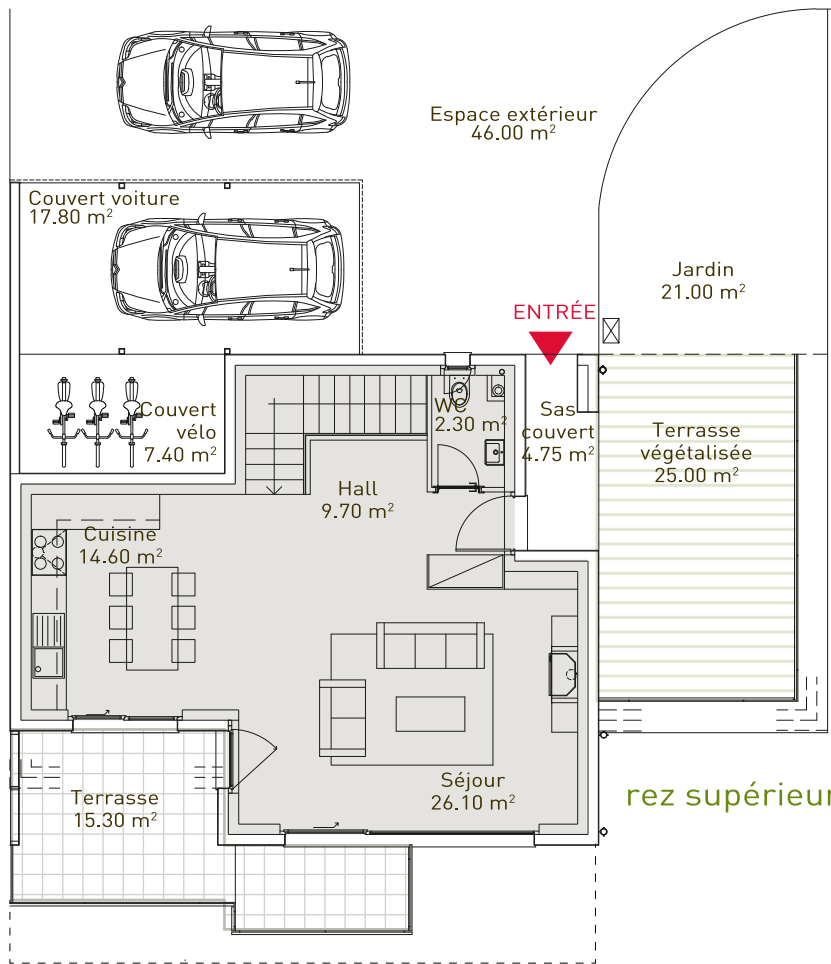 Espace extérieur
46.00 m²
Couvert voiture
17.80 m²
Jardin
21.00 m²
ENTRÉE
Couvert
vélo
7.40 m²
WC
2.30 m²
Sas
couvert
4.75 m²
Terrasse
végétalisée
25.00 m²
Hall
9.70 m²
Cuisine
14.60 m²
Séjour
26.10 m²
Terrasse
15.30 m²
rez supérieur